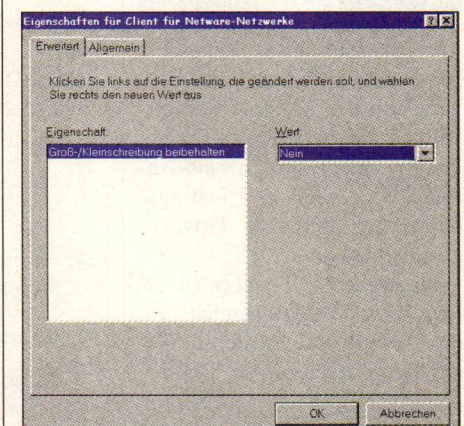 Eigenschaften für Client für Netware-Netzwerke
Erweitert Allgemein
Klicken Sie links auf die Einstellung, die geändert werden soll, und wählen
Sie rechts den neuen Wert aus
Eigenschaft: Wert:
Groß-/Kleinschreibung beibehalten Nein
OK Abbrechen